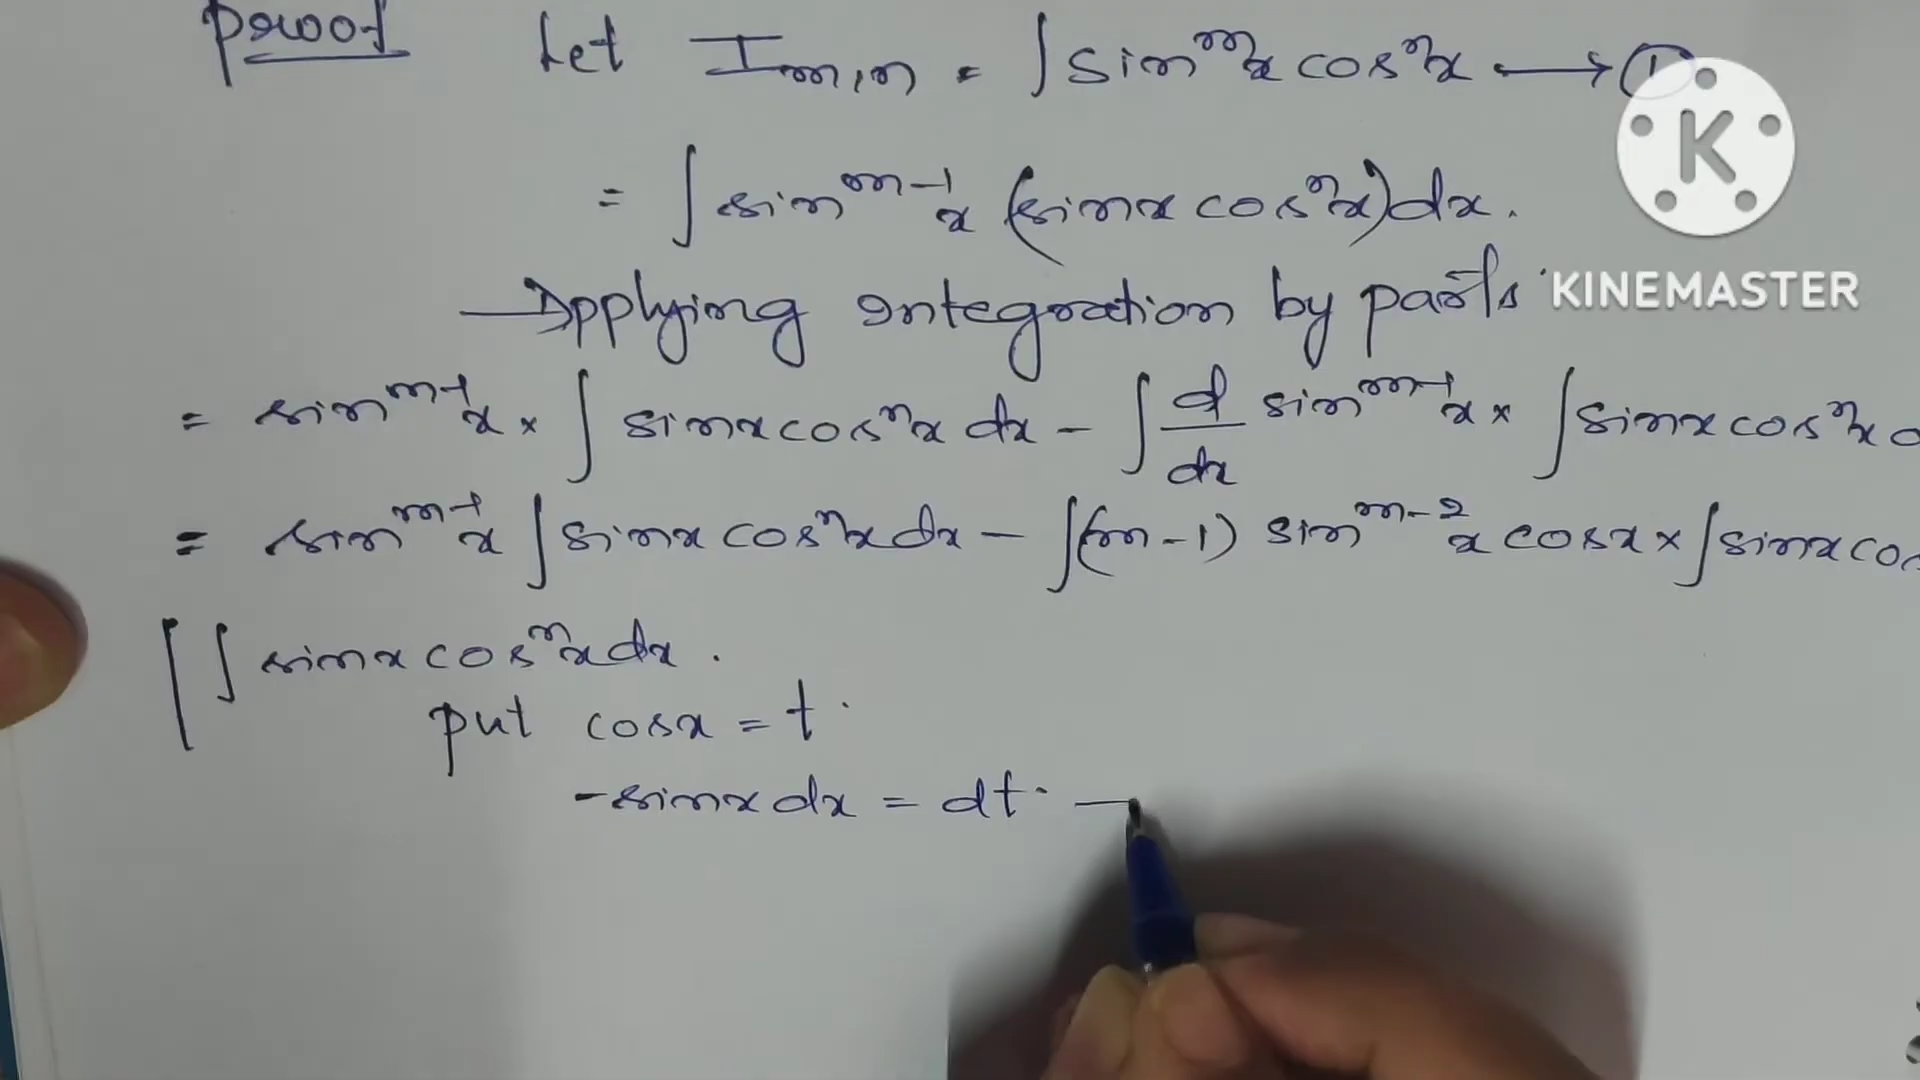 Proof Let I_{m,n} = ∫ sin^m x cos^n x → ①
= ∫ sin^{m-1} x (sin x cos^n x) dx.
Applying Integration by parts.
= sin^{m-1} x × ∫ sin x cos^n x dx - ∫ d/dx sin^{m-1} x × ∫ sin x cos^n x
= sin^{m-1} x ∫ sin x cos^n x dx - ∫ (m-1) sin^{m-2} x cos x × ∫ sin x cos
[ ∫ sin x cos^n x dx.
put cos x = t.
- sin x dx = dt. —
K
KINEMASTER